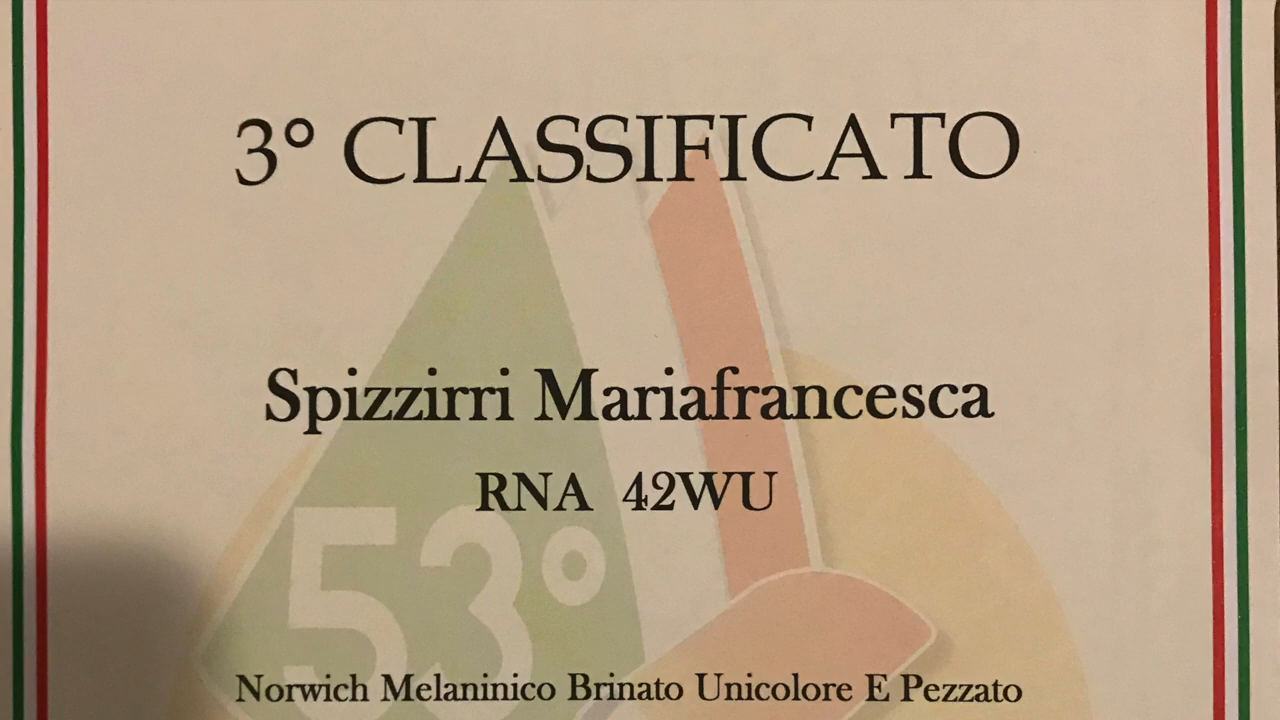 3° CLASSIFICATO
Spizzirri Mariafrancesca
RNA 42WU
53°
Norwich Melaninico Brinato Unicolore E Pezzato